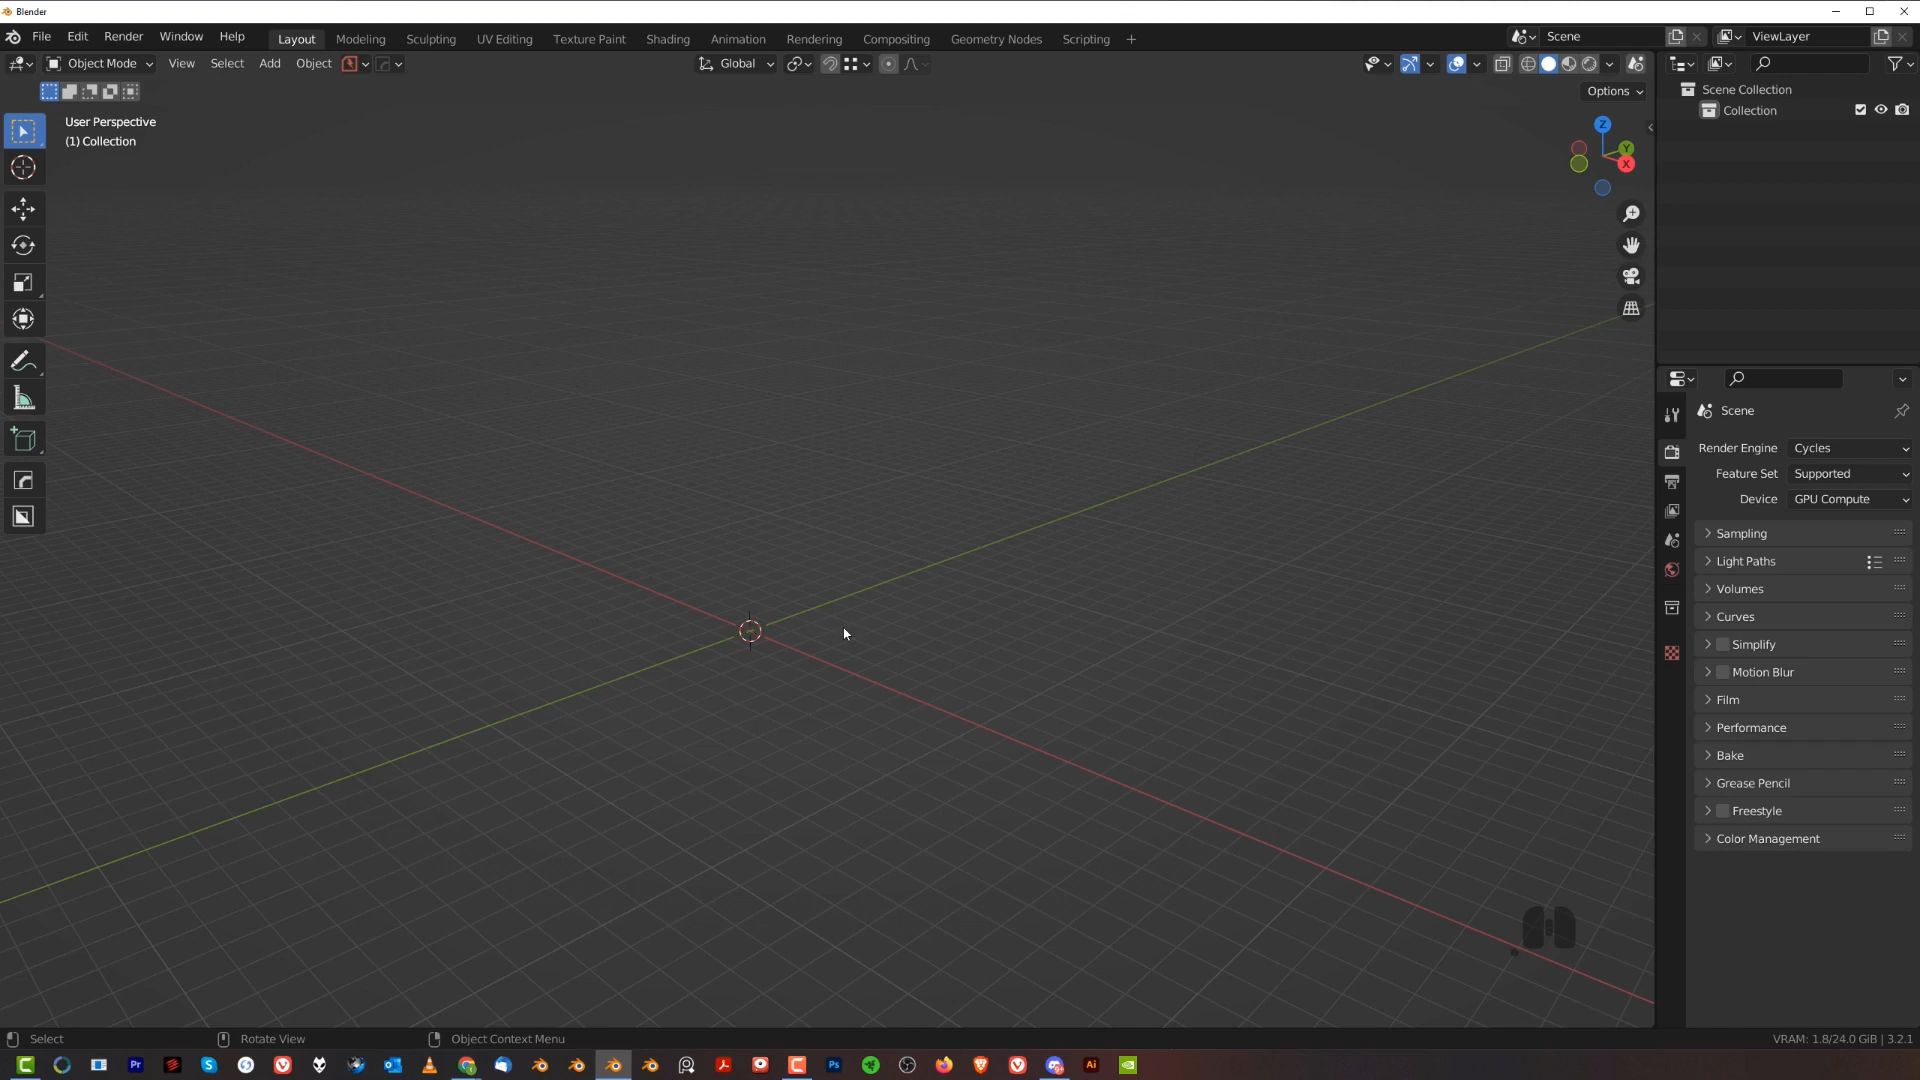 Blender
File Edit Render Window Help Layout Modeling Sculpting UV Editing Texture Paint Shading Animation Rendering Compositing Geometry Nodes Scripting + Scene ViewLayer
Object Mode View Select Add Object Global
Options
User Perspective
(1) Collection
Z
Y
X
Scene Collection
Collection
Scene
Render Engine Cycles
Feature Set Supported
Device GPU Compute
Sampling
Light Paths
Volumes
Curves
Simplify
Motion Blur
Film
Performance
Bake
Grease Pencil
Freestyle
Color Management
Select Rotate View Object Context Menu VRAM: 1.8/24.0 GiB | 3.2.1
Pr S Ps Ai